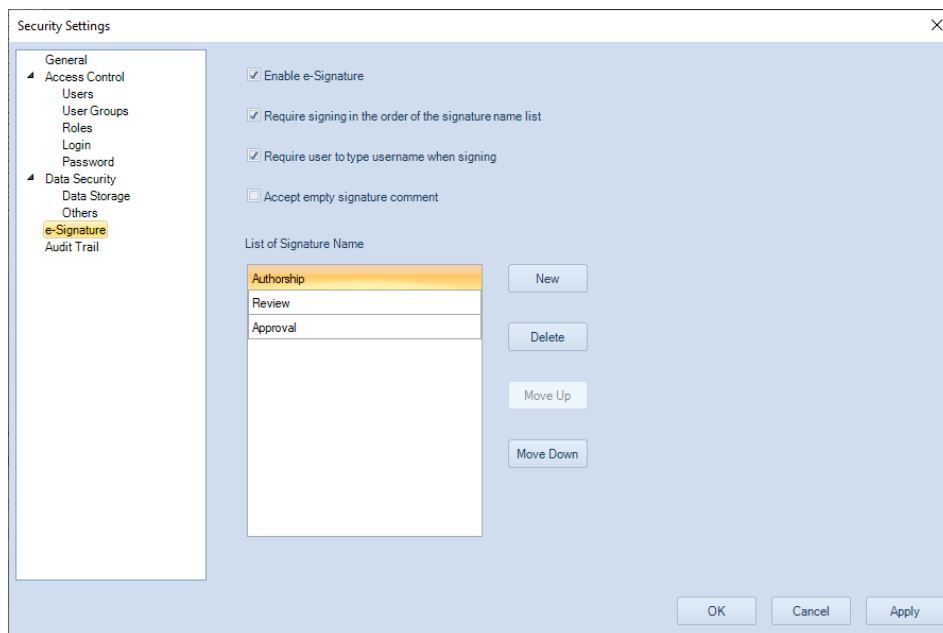 Security Settings
General
Access Control
Users
User Groups
Roles
Login
Password
Data Security
Data Storage
Others
e-Signature
Audit Trail
Enable e-Signature
Require signing in the order of the signature name list
Require user to type username when signing
Accept empty signature comment
List of Signature Name
Authorship
Review
Approval
New
Delete
Move Up
Move Down
OK
Cancel
Apply